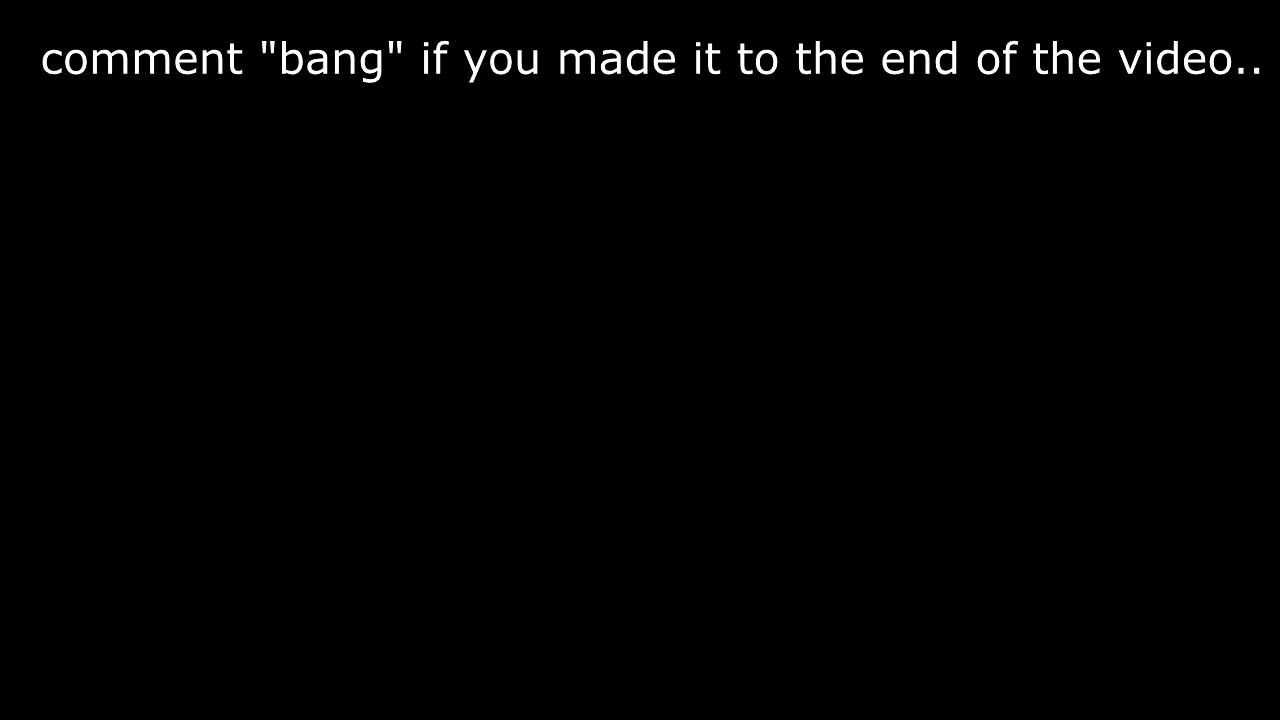 comment "bang" if you made it to the end of the video..